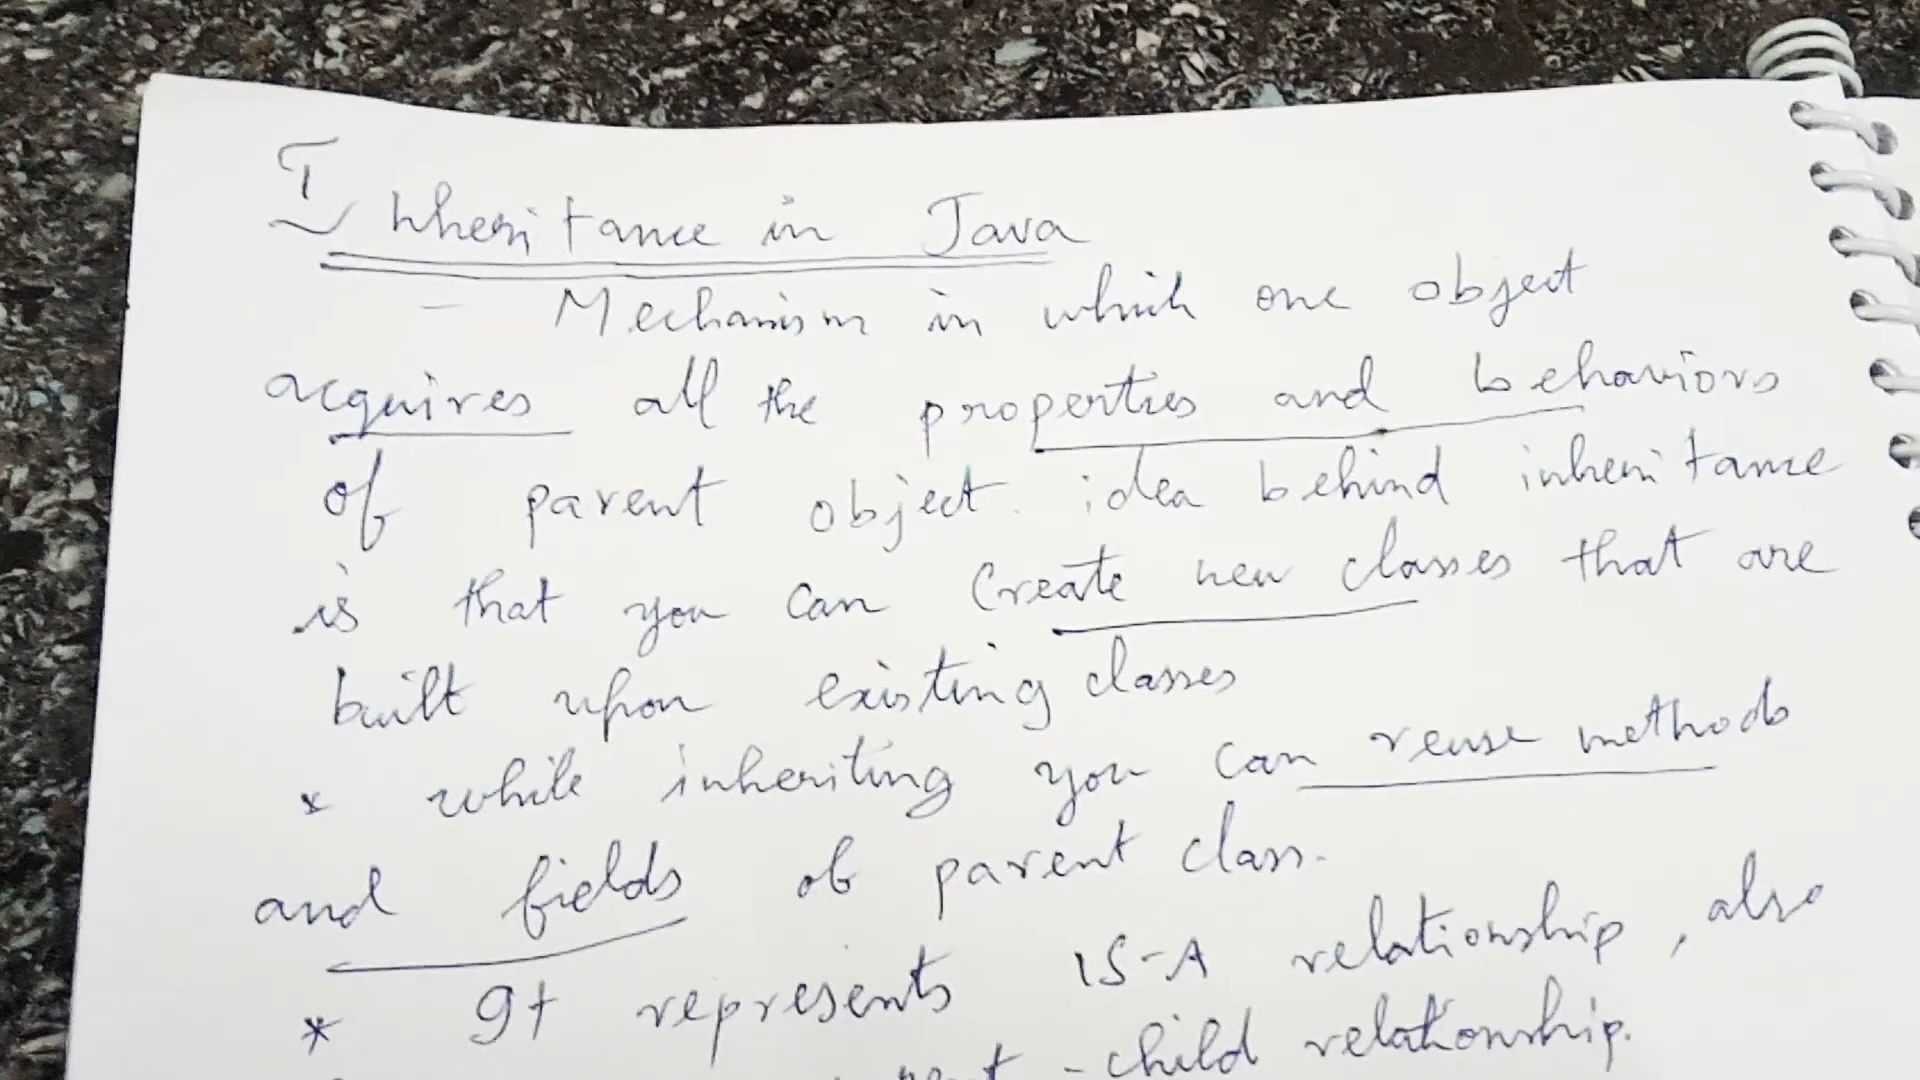 Inheritance in Java
- Mechanism in which one object
acquires all the properties and behaviors
of parent object. idea behind inheritance
is that you can create new classes that are
built upon existing classes
* while inheriting you can reuse methods
and fields of parent class.
* It represents IS-A relationship, also
-child relationship.